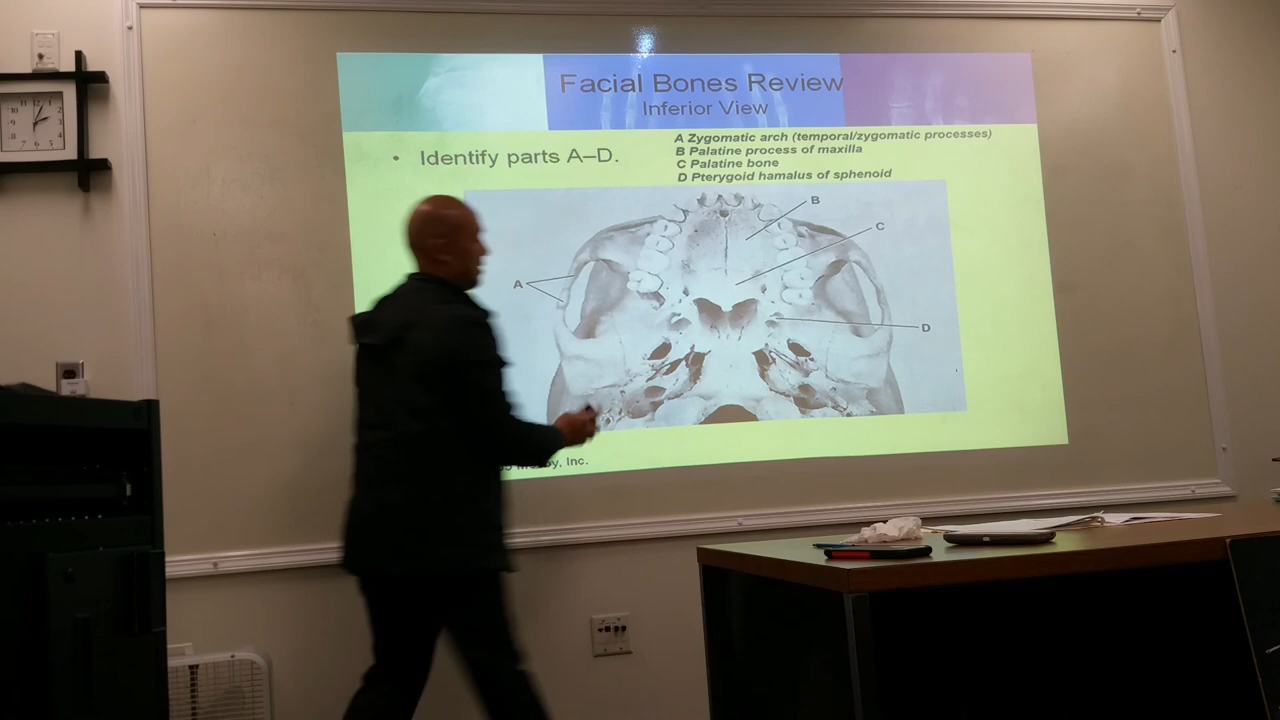 Facial Bones Review
Inferior View
• Identify parts A–D.
A Zygomatic arch (temporal/zygomatic processes)
B Palatine process of maxilla
C Palatine bone
D Pterygoid hamalus of sphenoid
B
C
A
D
Inc.